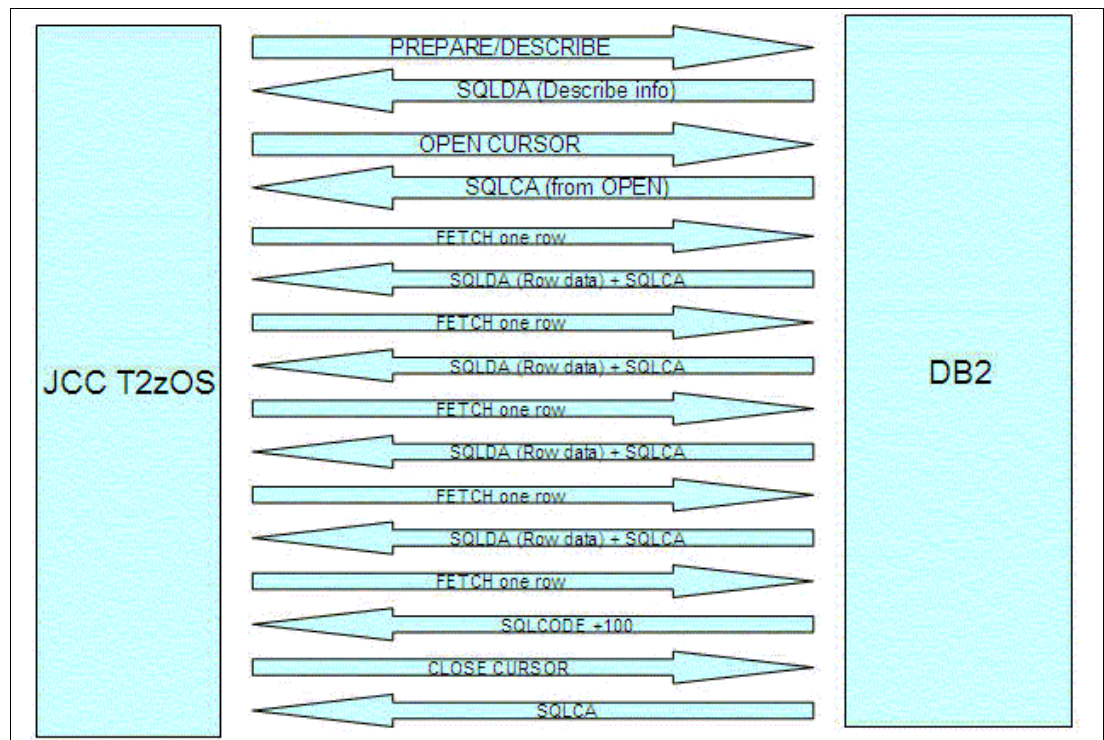 PREPARE/DESCRIBE
SQLDA (Describe info)
OPEN CURSOR
SQLCA (from OPEN)
FETCH one row
SQLDA (Row data) + SQLCA
FETCH one row
SQLDA (Row data) + SQLCA
JCC T2zOS
DB2
FETCH one row
SQLDA (Row data) + SQLCA
FETCH one row
SQLDA (Row data) + SQLCA
FETCH one row
SQLCODE +100
CLOSE CURSOR
SQLCA